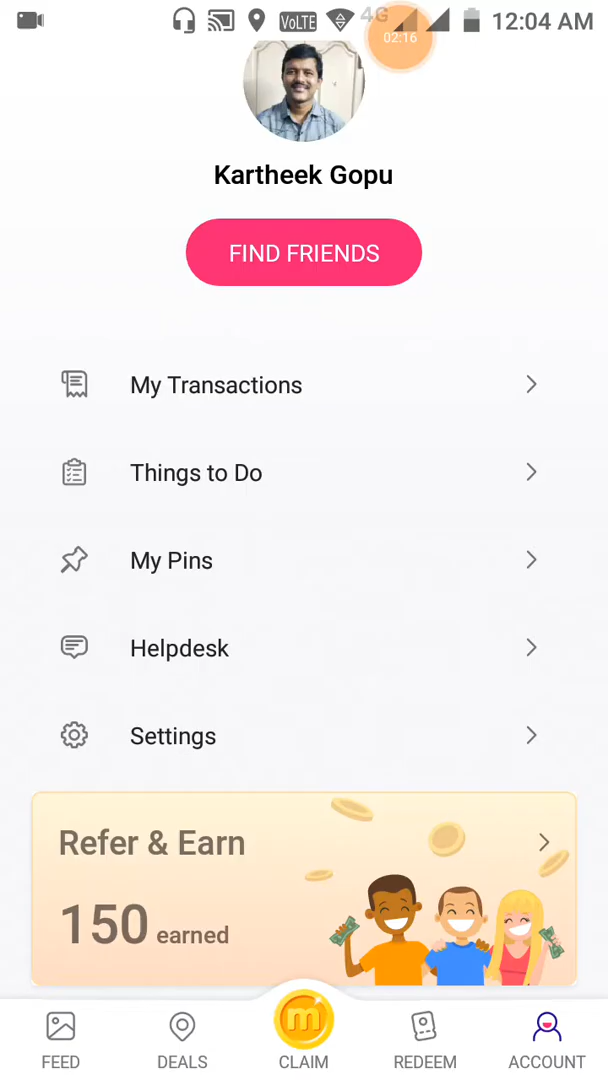 VoLTE 4G 12:04 AM
02:16
Kartheek Gopu
FIND FRIENDS
My Transactions
Things to Do
My Pins
Helpdesk
Settings
Refer & Earn
150 earned
m
FEED DEALS CLAIM REDEEM ACCOUNT